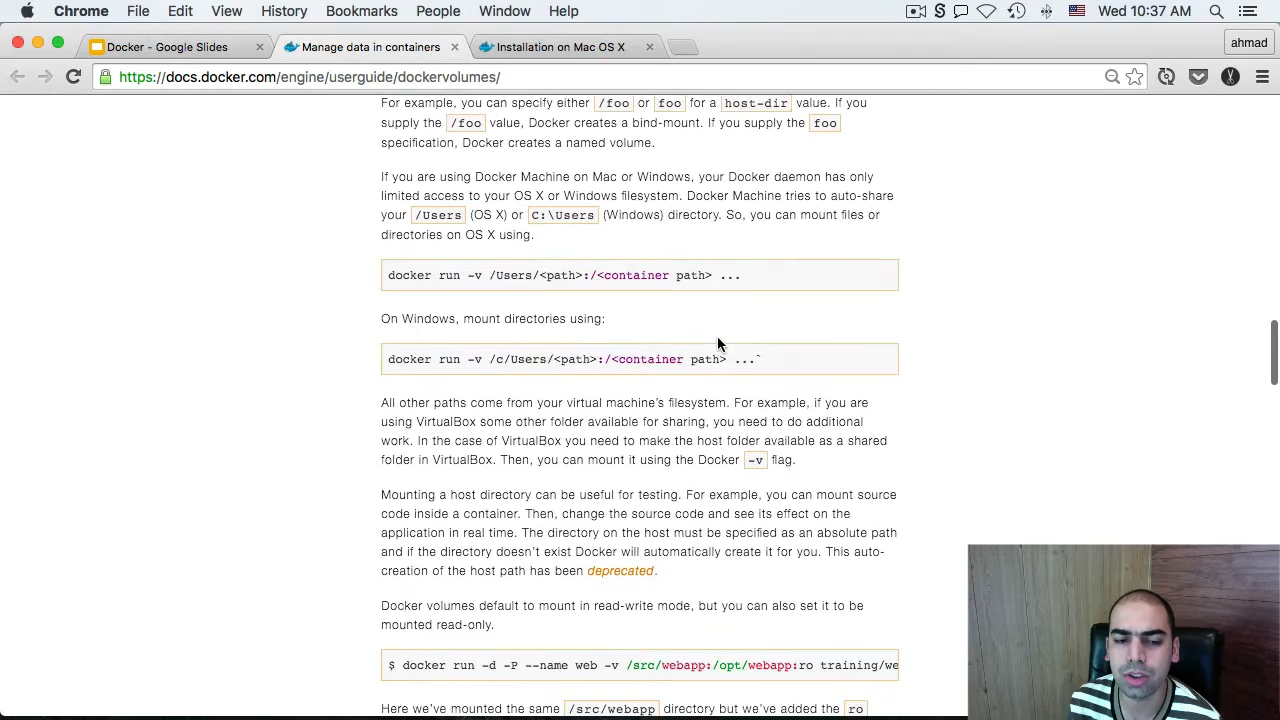 Chrome File Edit View History Bookmarks People Window Help Wed 10:37 AM
Docker - Google Slides Manage data in containers Installation on Mac OS X ahmad
https://docs.docker.com/engine/userguide/dockervolumes/
For example, you can specify either /foo or foo for a host-dir value. If you
supply the /foo value, Docker creates a bind-mount. If you supply the foo
specification, Docker creates a named volume.
If you are using Docker Machine on Mac or Windows, your Docker daemon has only
limited access to your OS X or Windows filesystem. Docker Machine tries to auto-share
your /Users (OS X) or C:\Users (Windows) directory. So, you can mount files or
directories on OS X using.
docker run -v /Users/<path>:/<container path> ...
On Windows, mount directories using:
docker run -v /c/Users/<path>:/<container path> ...`
All other paths come from your virtual machine's filesystem. For example, if you are
using VirtualBox some other folder available for sharing, you need to do additional
work. In the case of VirtualBox you need to make the host folder available as a shared
folder in VirtualBox. Then, you can mount it using the Docker -v flag.
Mounting a host directory can be useful for testing. For example, you can mount source
code inside a container. Then, change the source code and see its effect on the
application in real time. The directory on the host must be specified as an absolute path
and if the directory doesn't exist Docker will automatically create it for you. This auto-
creation of the host path has been deprecated.
Docker volumes default to mount in read-write mode, but you can also set it to be
mounted read-only.
$ docker run -d -P --name web -v /src/webapp:/opt/webapp:ro training/we
Here we've mounted the same /src/webapp directory but we've added the ro